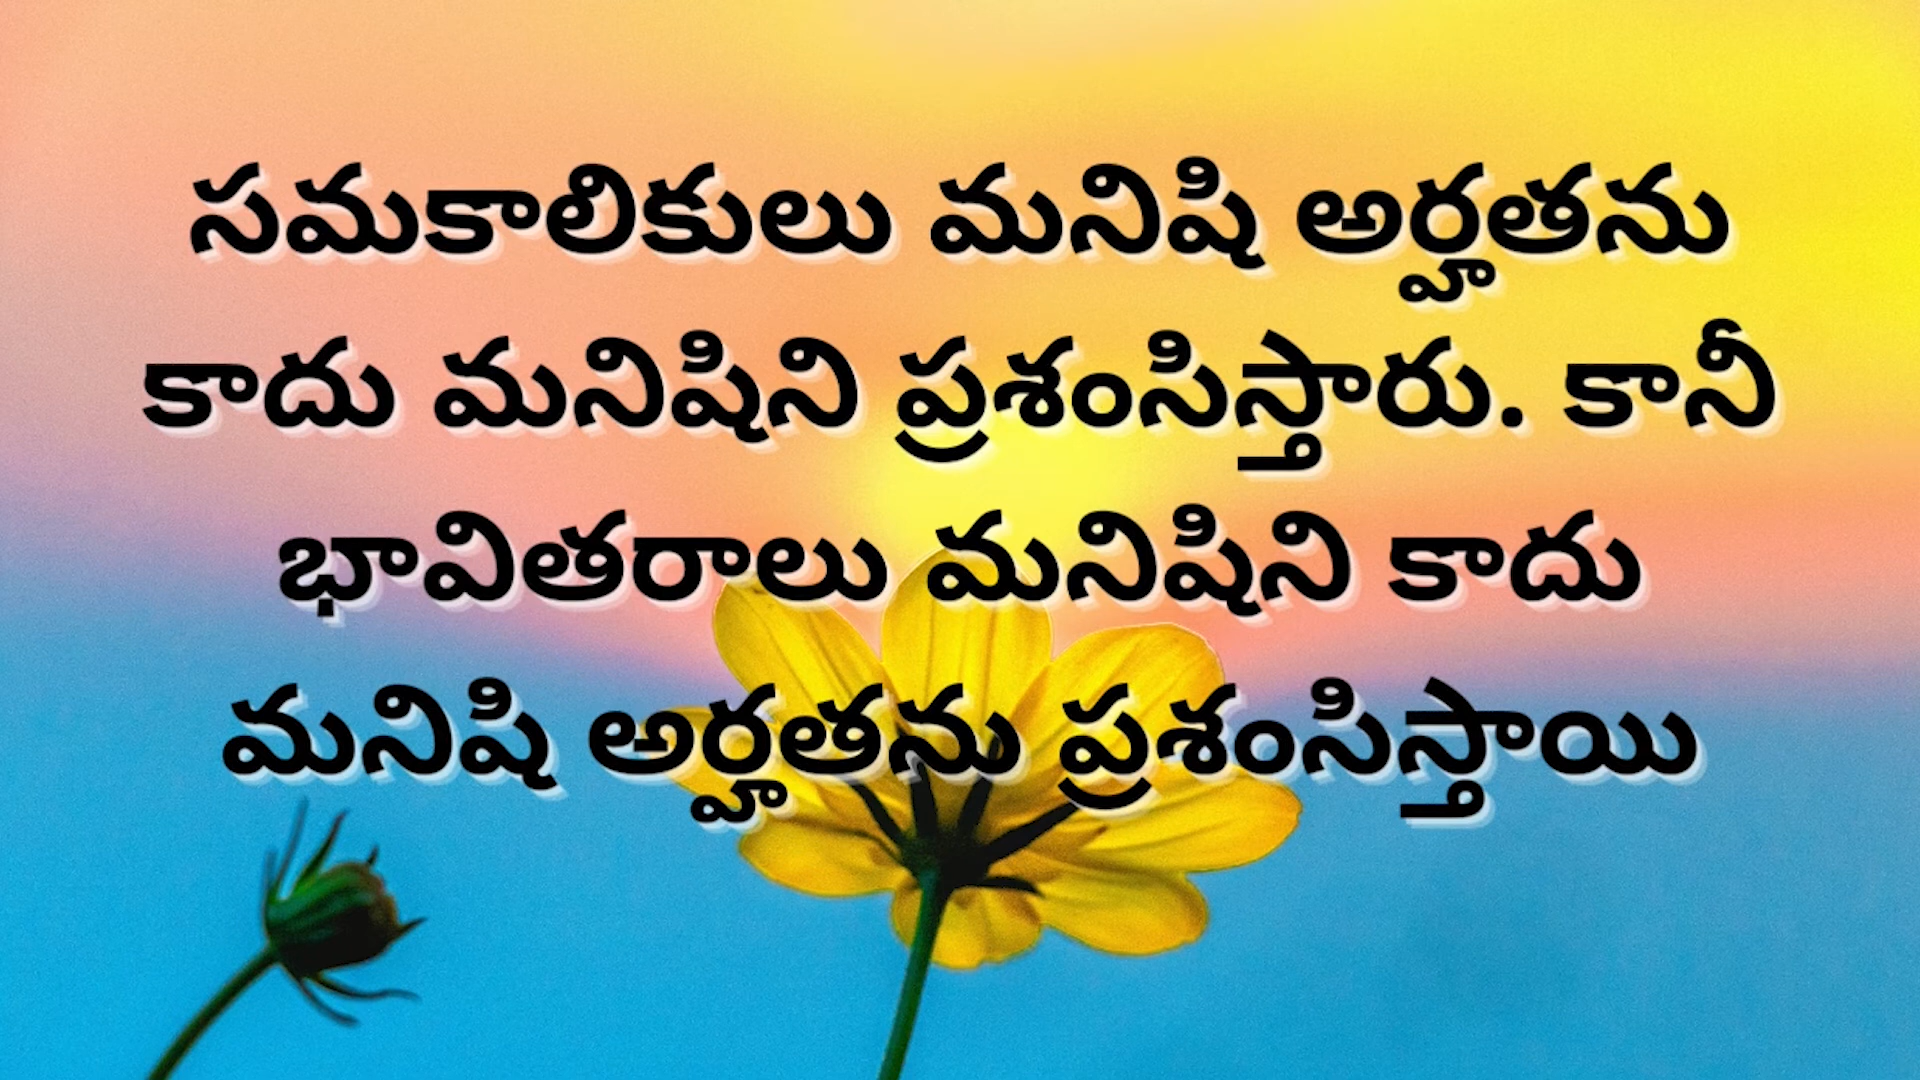 సమకాలికులు మనిషి అర్హతను
కాదు మనిషిని ప్రశంసిస్తారు. కానీ
భావితరాలు మనిషిని కాదు
మనిషి అర్హతను ప్రశంసిస్తాయి